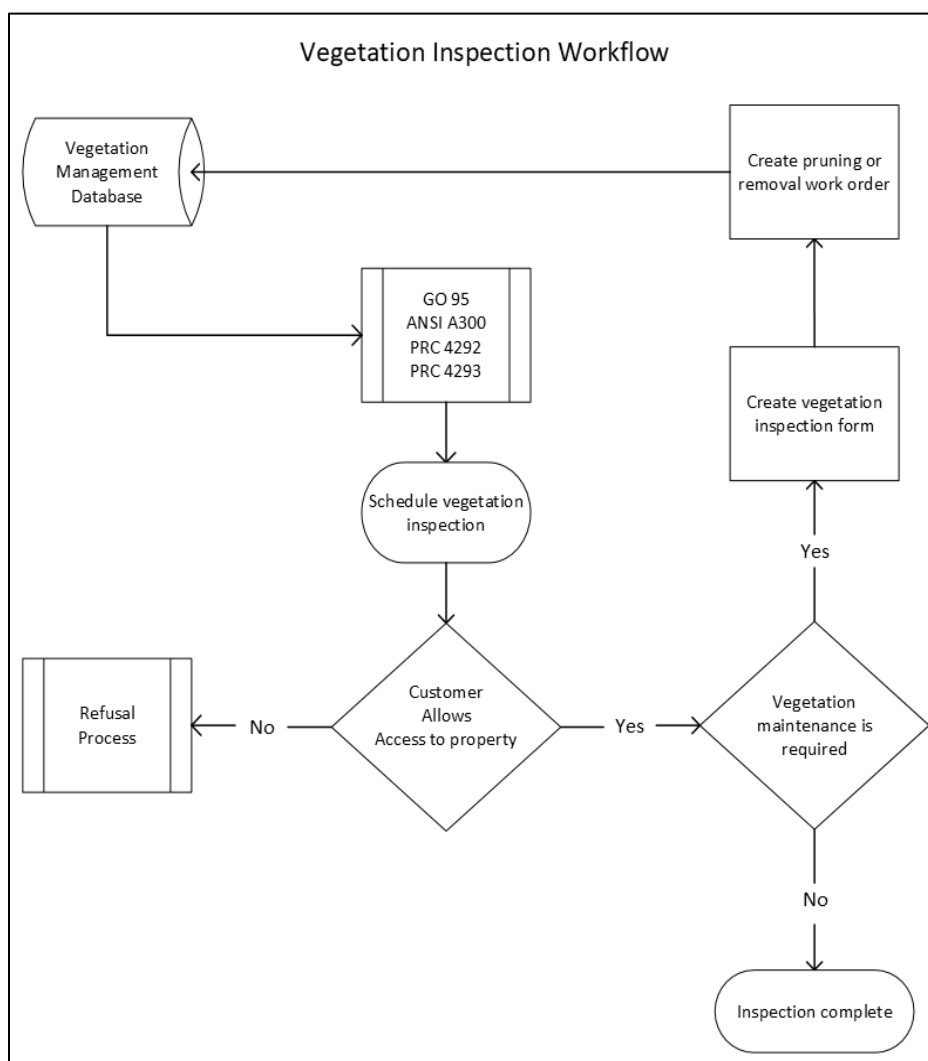 Vegetation Inspection Workflow
Vegetation
Management
Database
Create pruning or
removal work order
GO 95
ANSI A300
PRC 4292
PRC 4293
Create vegetation
inspection form
Schedule vegetation
inspection
Yes
Refusal
Process
No
Customer
Allows
Access to property
Yes
Vegetation
maintenance is
required
No
Inspection complete